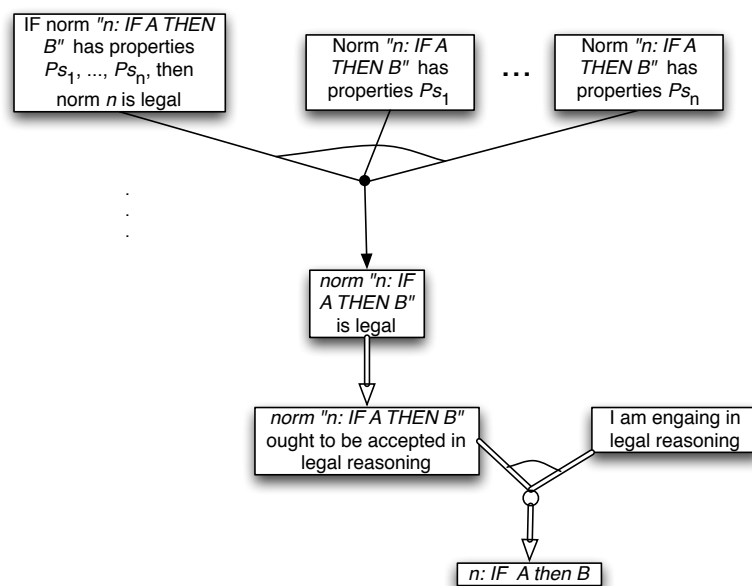 IF norm "n: IF A THEN
B" has properties
Ps1, ..., Psn, then
norm n is legal
Norm "n: IF A
THEN B" has
properties Ps1
...
Norm "n: IF A
THEN B" has
properties Psn
.
.
.
norm "n: IF
A THEN B"
is legal
norm "n: IF A THEN B"
ought to be accepted in
legal reasoning
I am engaing in
legal reasoning
n: IF A then B